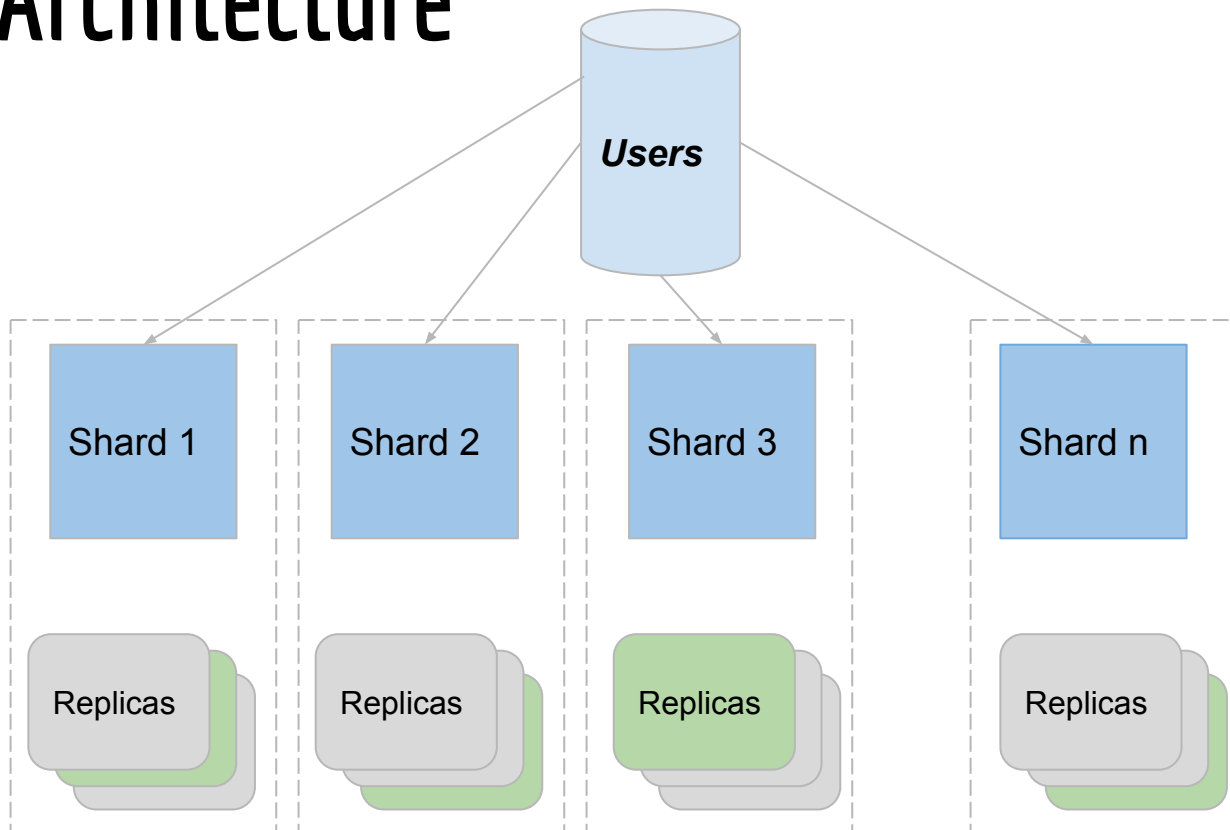 Architecture
Users
Shard 1
Shard 2
Shard 3
Shard n
Replicas
Replicas
Replicas
Replicas